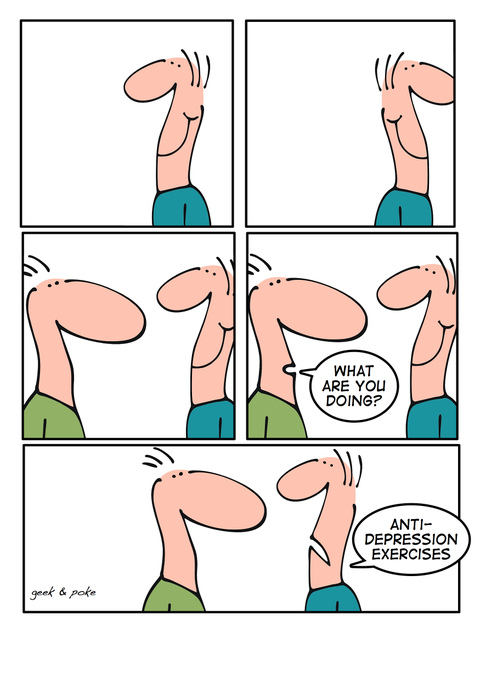 WHAT
ARE YOU
DOING?
ANTI-
DEPRESSION
EXERCISES
geek & poke